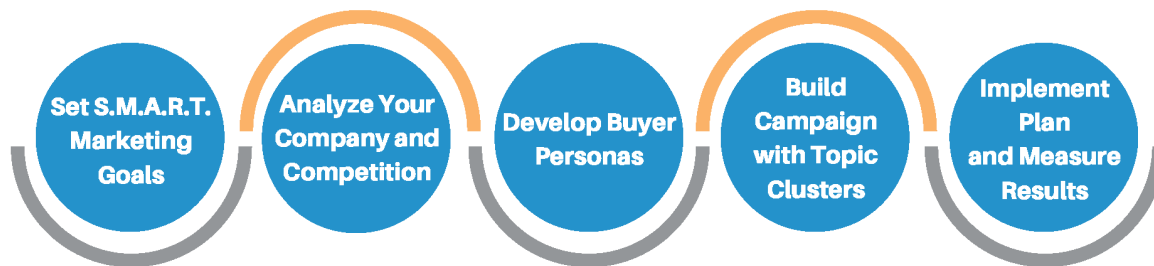 Set S.M.A.R.T.
Marketing
Goals
Analyze Your
Company and
Competition
Develop Buyer
Personas
Build
Campaign
with Topic
Clusters
Implement
Plan
and Measure
Results